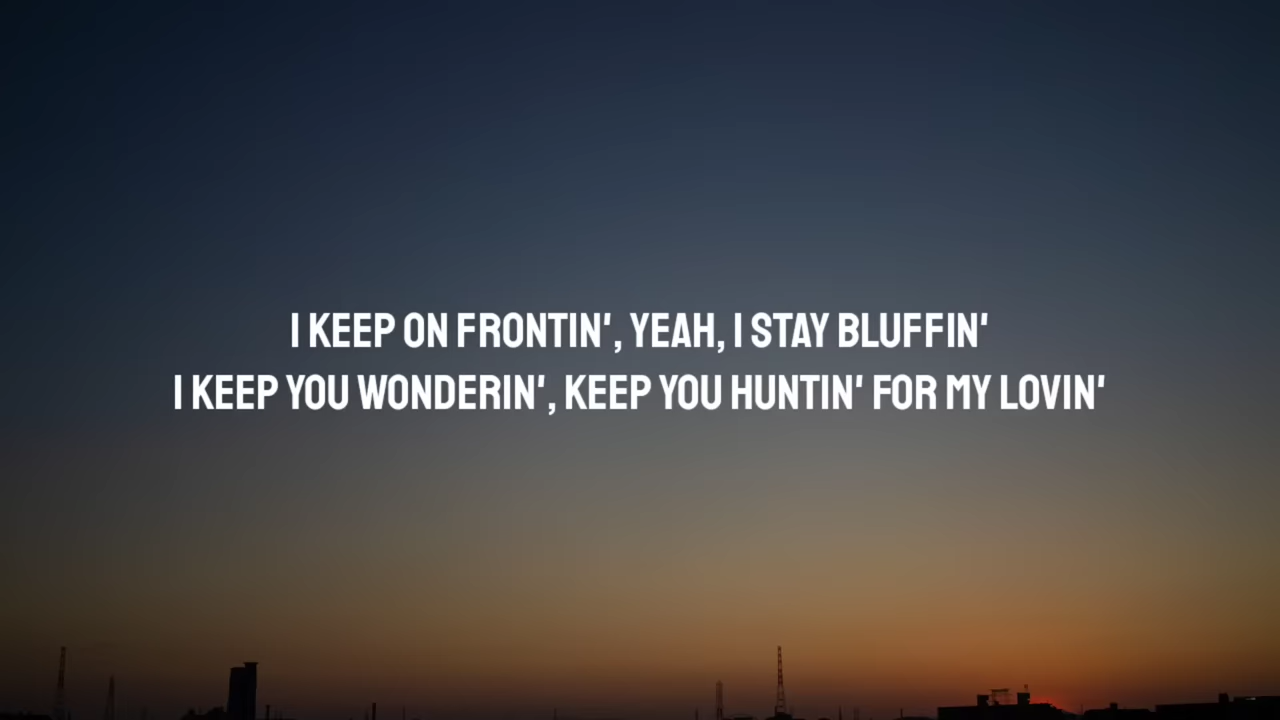 I KEEP ON FRONTIN', YEAH, I STAY BLUFFIN'
I KEEP YOU WONDERIN', KEEP YOU HUNTIN' FOR MY LOVIN'